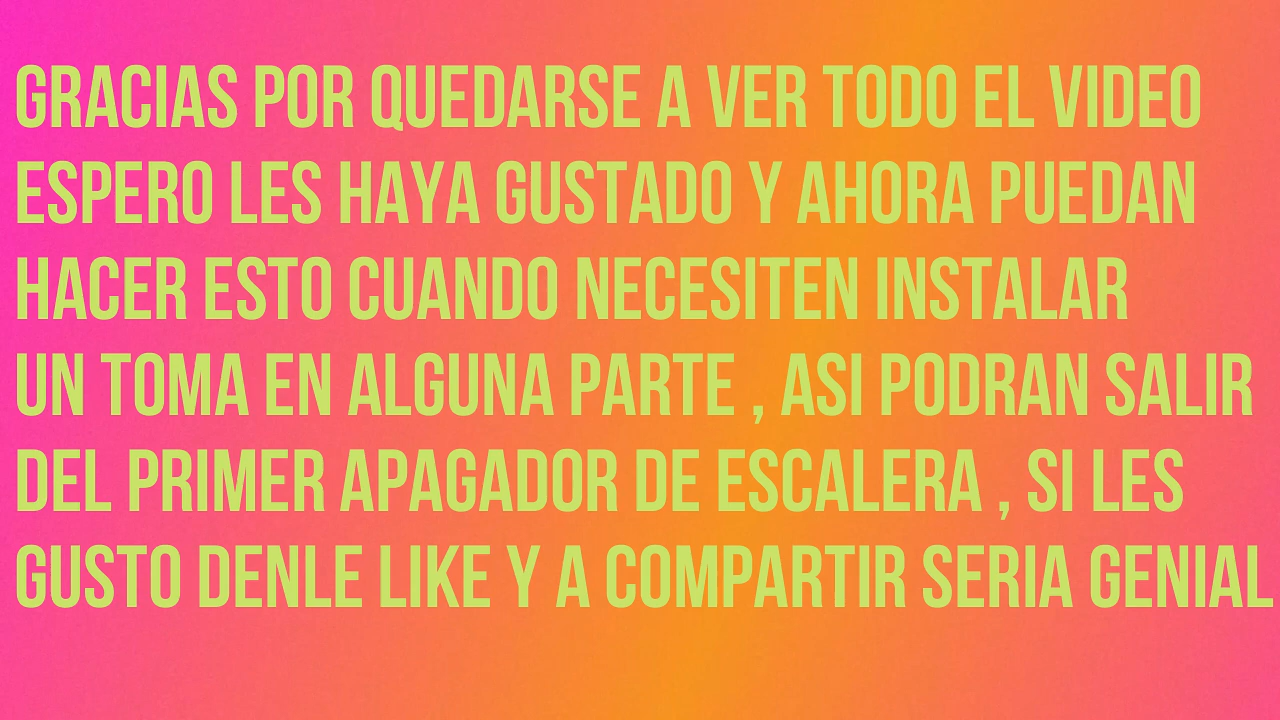 GRACIAS POR QUEDARSE A VER TODO EL VIDEO
ESPERO LES HAYA GUSTADO Y AHORA PUEDAN
HACER ESTO CUANDO NECESITEN INSTALAR
UN TOMA EN ALGUNA PARTE , ASI PODRAN SALIR
DEL PRIMER APAGADOR DE ESCALERA , SI LES
GUSTO DENLE LIKE Y A COMPARTIR SERIA GENIAL